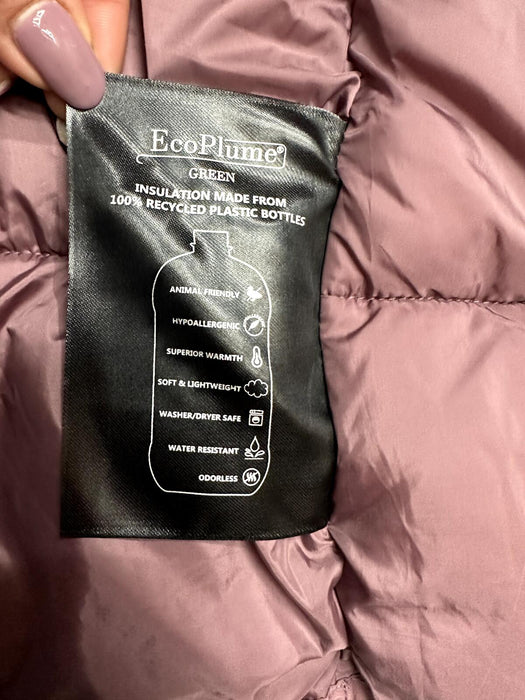 EcoPlume®
GREEN
INSULATION MADE FROM
100% RECYCLED PLASTIC BOTTLES
ANIMAL FRIENDLY
HYPOALLERGENIC
SUPERIOR WARMTH
SOFT & LIGHTWEIGHT
WASHER/DRYER SAFE
WATER RESISTANT
ODORLESS